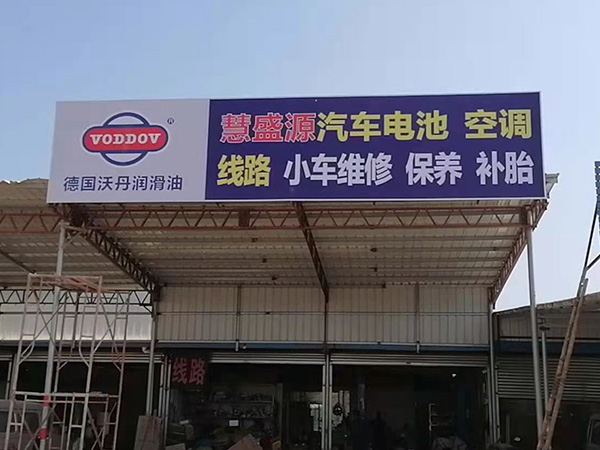 VODDOV®
德国沃丹润滑油
慧盛源汽车电池 空调
线路 小车维修 保养 补胎
线路